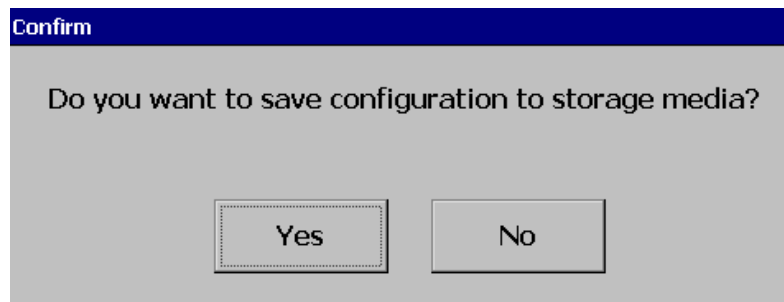 Confirm
Do you want to save configuration to storage media?
Yes No